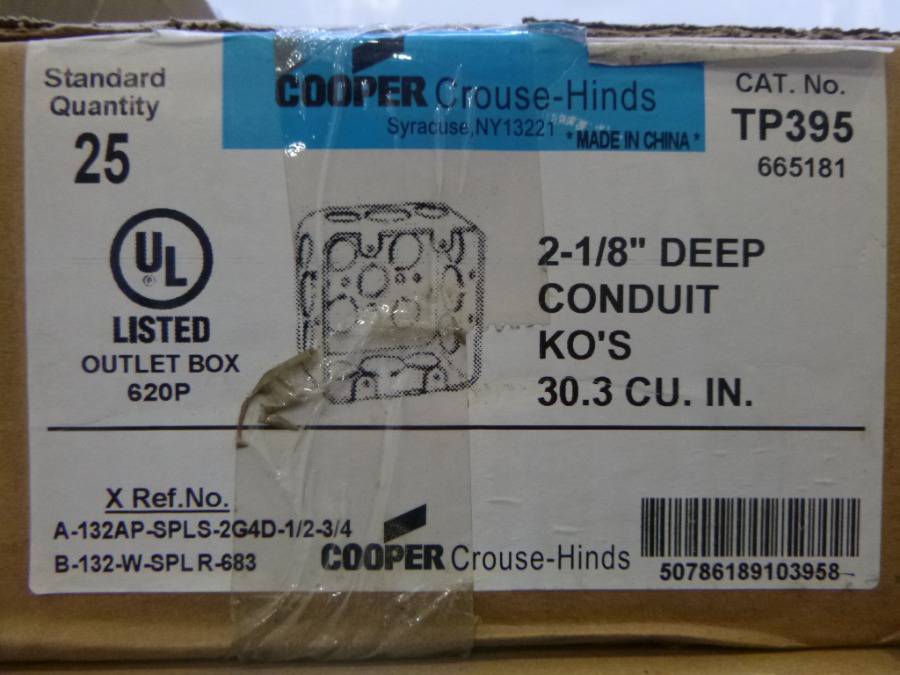 Standard
Quantity
25
COOPER Crouse-Hinds
Syracuse,NY13221
*MADE IN CHINA*
CAT. No.
TP395
665181
UL
®
LISTED
OUTLET BOX
620P
2-1/8" DEEP
CONDUIT
KO'S
30.3 CU. IN.
X Ref.No.
A-132AP-SPLS-2G4D-1/2-3/4
B-132-W-SPL R-683
COOPER Crouse-Hinds
50786189103958